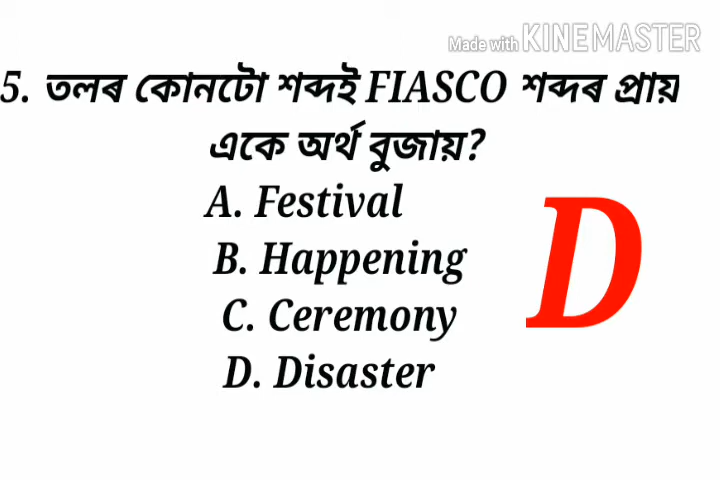 Made with KINEMASTER
5. তলৰ কোনটো শব্দই FIASCO শব্দৰ প্ৰায়
একে অৰ্থ বুজায়?
A. Festival
B. Happening
C. Ceremony
D. Disaster
D